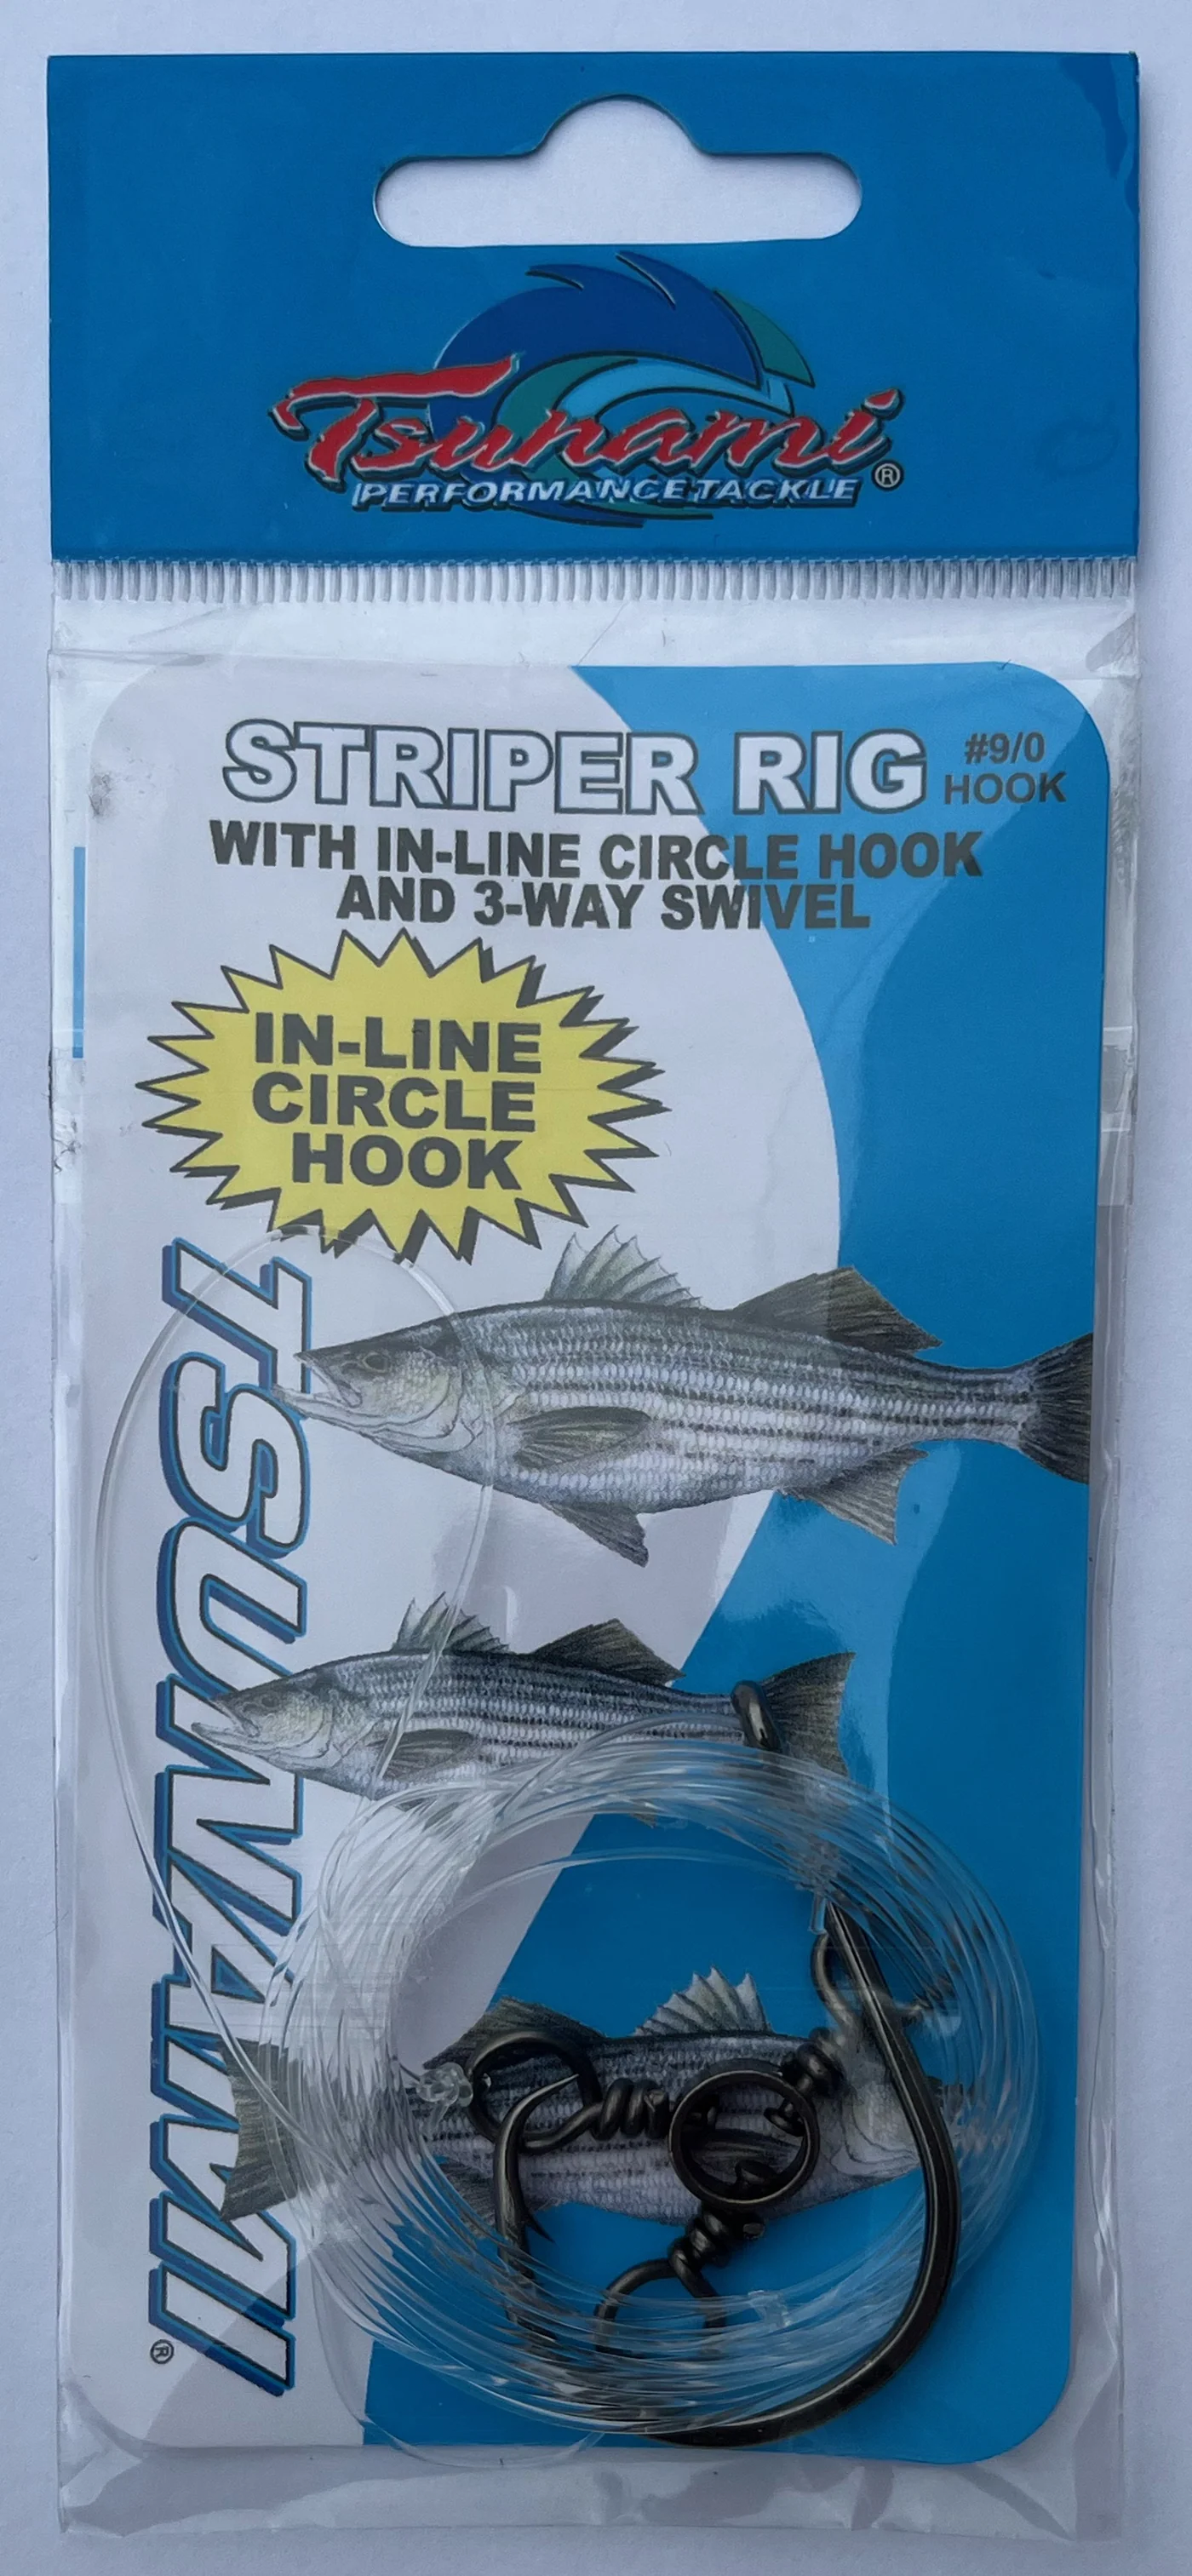 Tsunami®
PERFORMANCE TACKLE
STRIPER RIG
#9/0
HOOK
WITH IN-LINE CIRCLE HOOK
AND 3-WAY SWIVEL
IN-LINE
CIRCLE
HOOK
TSUNAMI®